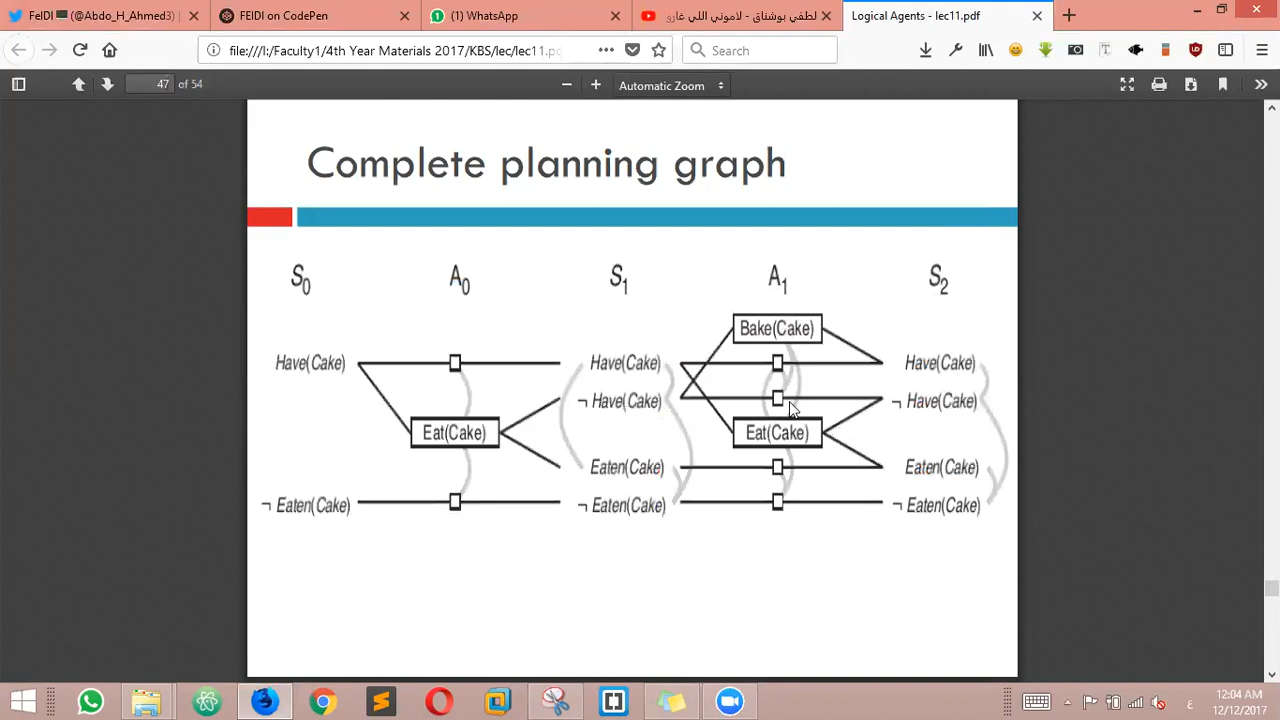 FeIDI 💻 (@Abdo_H_Ahmed3) |
FEIDI on CodePen
(1) WhatsApp
لطفي بوشناق - لاموني اللي غارو
Logical Agents - lec11.pdf
file:///I:/Faculty1/4th Year Materials 2017/KBS/lec/lec11.pd
Search
47 of 54
Automatic Zoom
Complete planning graph
S0 A0 S1 A1 S2
Bake(Cake)
Have(Cake) Have(Cake) Have(Cake)
¬ Have(Cake) ¬ Have(Cake)
Eat(Cake) Eat(Cake)
Eaten(Cake) Eaten(Cake)
¬ Eaten(Cake) ¬ Eaten(Cake) ¬ Eaten(Cake)
12:04 AM
ع
12/12/2017